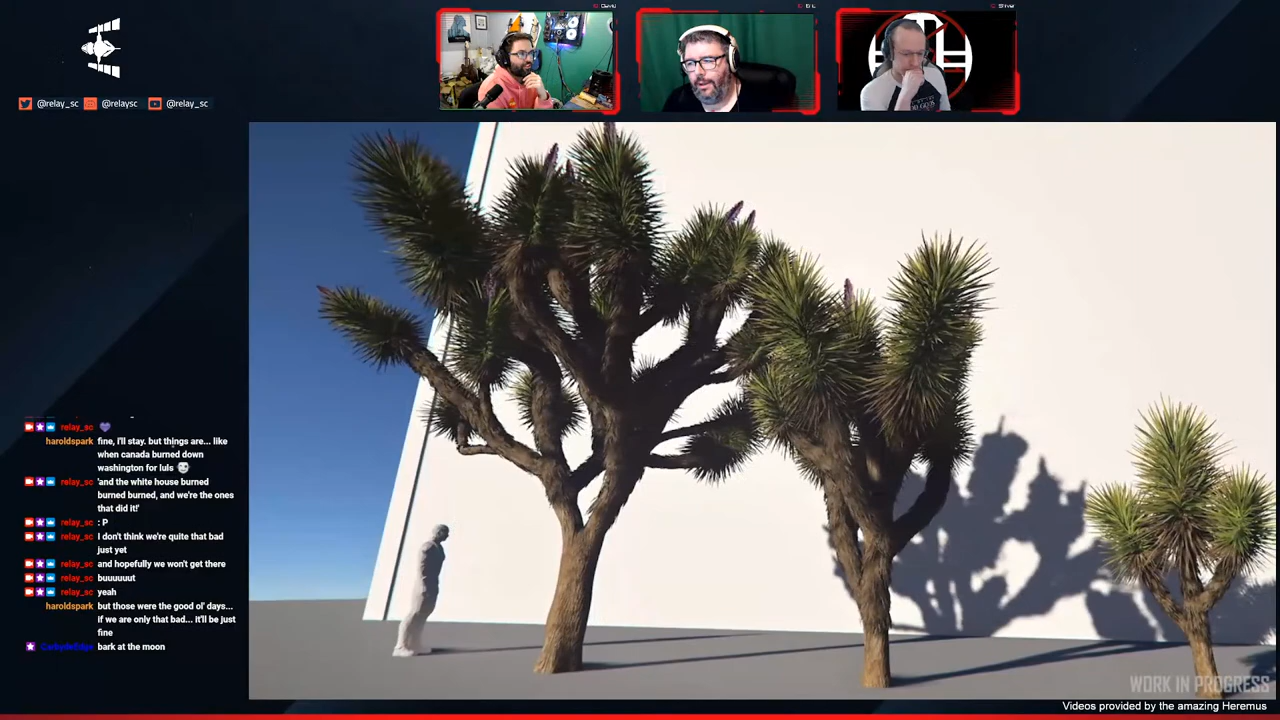 David
Eric
Silver
@relay_sc @relaysc @relay_sc
relay_sc 💜
haroldspark fine, i'll stay. but things are... like
when canada burned down
washington for luls
relay_sc 'and the white house burned
burned burned, and we're the ones
that did it!'
relay_sc : P
relay_sc I don't think we're quite that bad
just yet
relay_sc and hopefully we won't get there
relay_sc buuuuuut
relay_sc yeah
haroldspark but those were the good ol' days...
if we are only that bad... it'll be just
fine
bark at the moon
WORK IN PROGRESS
Videos provided by the amazing Heremus